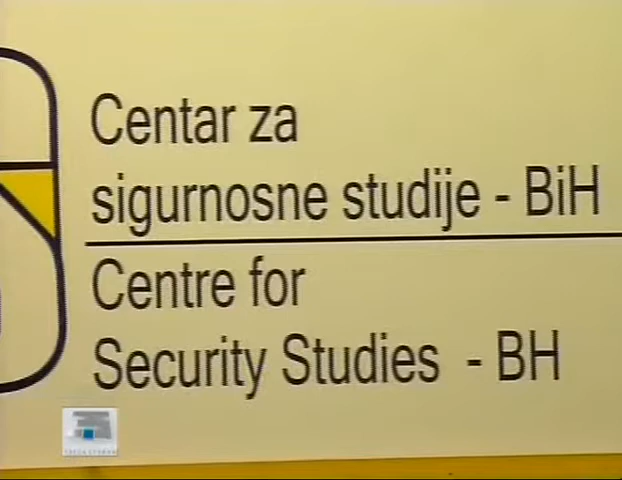 Centar za
sigurnosne studije - BiH
Centre for
Security Studies - BH